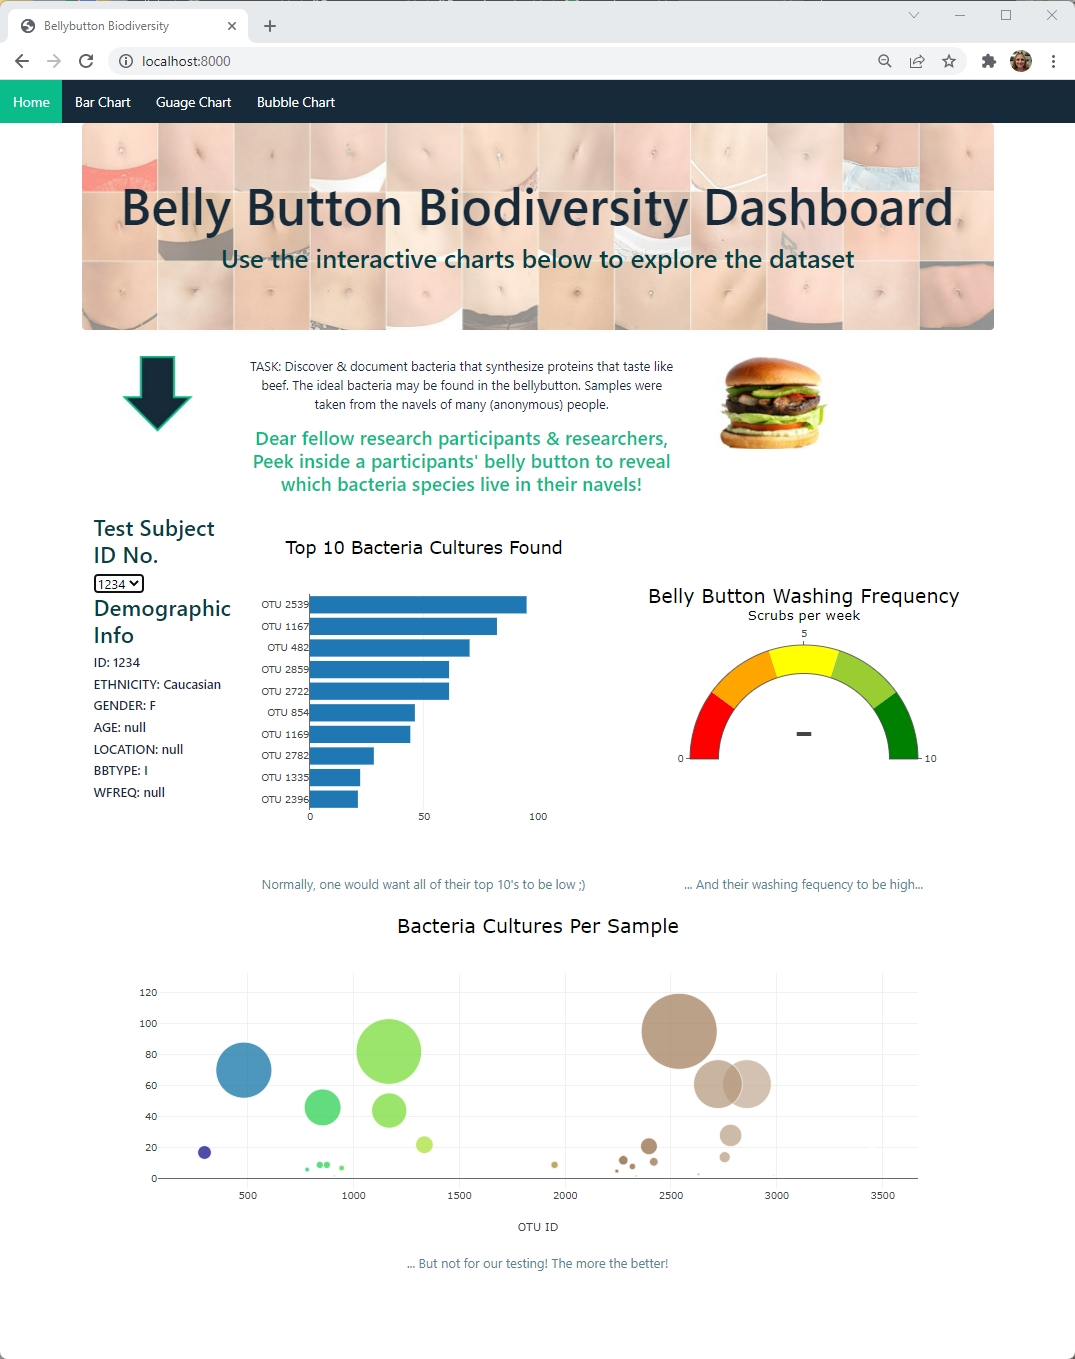 Bellybutton Biodiversity
localhost:8000
Home Bar Chart Guage Chart Bubble Chart
Belly Button Biodiversity Dashboard
Use the interactive charts below to explore the dataset
TASK: Discover & document bacteria that synthesize proteins that taste like
beef. The ideal bacteria may be found in the bellybutton. Samples were
taken from the navels of many (anonymous) people.
Dear fellow research participants & researchers,
Peek inside a participants' belly button to reveal
which bacteria species live in their navels!
Test Subject
ID No.
1234
Demographic
Info
ID: 1234
ETHNICITY: Caucasian
GENDER: F
AGE: null
LOCATION: null
BBTYPE: I
WFREQ: null
Top 10 Bacteria Cultures Found
OTU 2539
OTU 1167
OTU 482
OTU 2859
OTU 2722
OTU 854
OTU 1169
OTU 2782
OTU 1335
OTU 2396
0 50 100
Belly Button Washing Frequency
Scrubs per week
5
-
0 10
Normally, one would want all of their top 10's to be low ;)
... And their washing fequency to be high...
Bacteria Cultures Per Sample
120
100
80
60
40
20
0
500 1000 1500 2000 2500 3000 3500
OTU ID
... But not for our testing! The more the better!